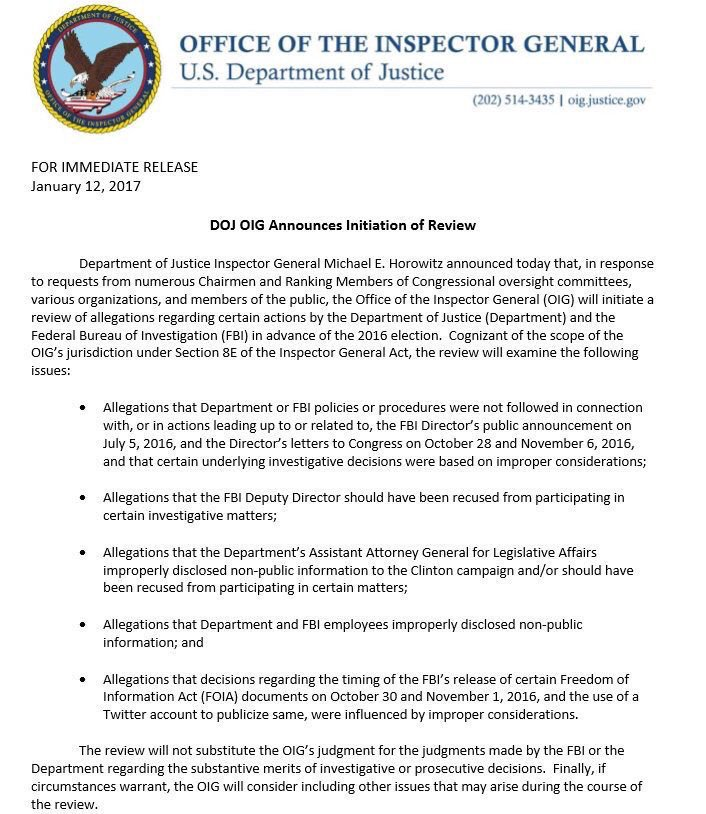 DEPARTMENT OF JUSTICE
OFFICE OF THE INSPECTOR GENERAL
OFFICE OF THE INSPECTOR GENERAL
U.S. Department of Justice
(202) 514-3435 | oig.justice.gov
FOR IMMEDIATE RELEASE
January 12, 2017
DOJ OIG Announces Initiation of Review
Department of Justice Inspector General Michael E. Horowitz announced today that, in response
to requests from numerous Chairmen and Ranking Members of Congressional oversight committees,
various organizations, and members of the public, the Office of the Inspector General (OIG) will initiate a
review of allegations regarding certain actions by the Department of Justice (Department) and the
Federal Bureau of Investigation (FBI) in advance of the 2016 election. Cognizant of the scope of the
OIG's jurisdiction under Section 8E of the Inspector General Act, the review will examine the following
issues:
• Allegations that Department or FBI policies or procedures were not followed in connection
with, or in actions leading up to or related to, the FBI Director's public announcement on
July 5, 2016, and the Director's letters to Congress on October 28 and November 6, 2016,
and that certain underlying investigative decisions were based on improper considerations;
• Allegations that the FBI Deputy Director should have been recused from participating in
certain investigative matters;
• Allegations that the Department's Assistant Attorney General for Legislative Affairs
improperly disclosed non-public information to the Clinton campaign and/or should have
been recused from participating in certain matters;
• Allegations that Department and FBI employees improperly disclosed non-public
information; and
• Allegations that decisions regarding the timing of the FBI's release of certain Freedom of
Information Act (FOIA) documents on October 30 and November 1, 2016, and the use of a
Twitter account to publicize same, were influenced by improper considerations.
The review will not substitute the OIG's judgment for the judgments made by the FBI or the
Department regarding the substantive merits of investigative or prosecutive decisions. Finally, if
circumstances warrant, the OIG will consider including other issues that may arise during the course of
the review.